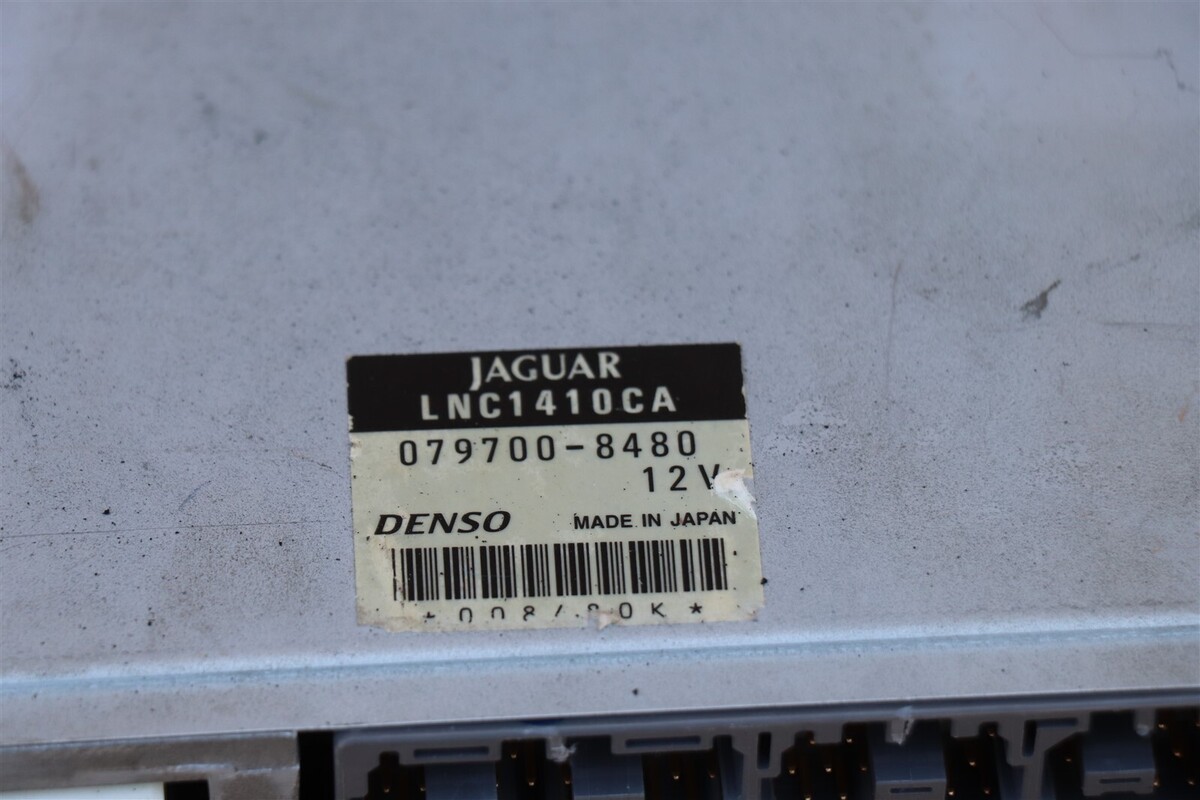 JAGUAR
LNC1410CA
079700-8480
12V
DENSO MADE IN JAPAN